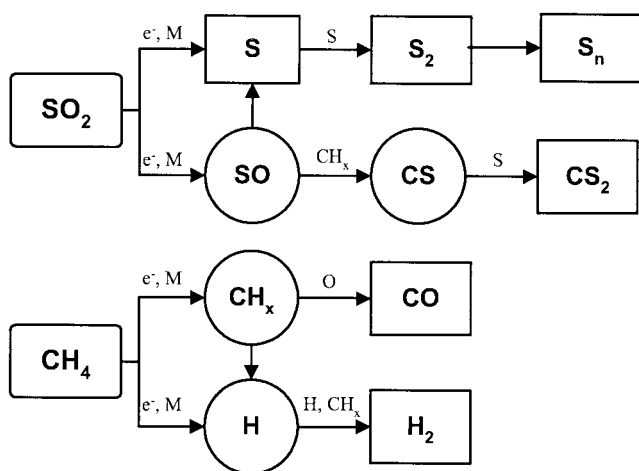 e⁻, M
S
S
S₂
Sₙ
SO₂
e⁻, M
SO
CHₓ
CS
S
CS₂
e⁻, M
CHₓ
O
CO
CH₄
e⁻, M
H
H, CHₓ
H₂